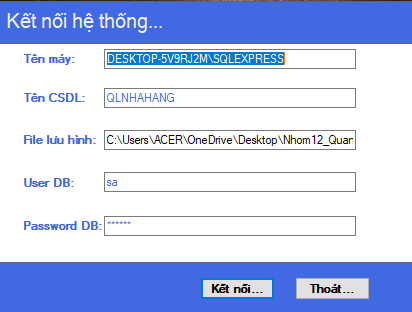 Kết nối hệ thống...
Tên máy: DESKTOP-5V9RJ2M\SQLEXPRESS
Tên CSDL: QLNHAHANG
File lưu hình: C:\Users\ACER\OneDrive\Desktop\Nhom12_Quan
User DB: sa
Password DB: ******
Kết nối... Thoát...